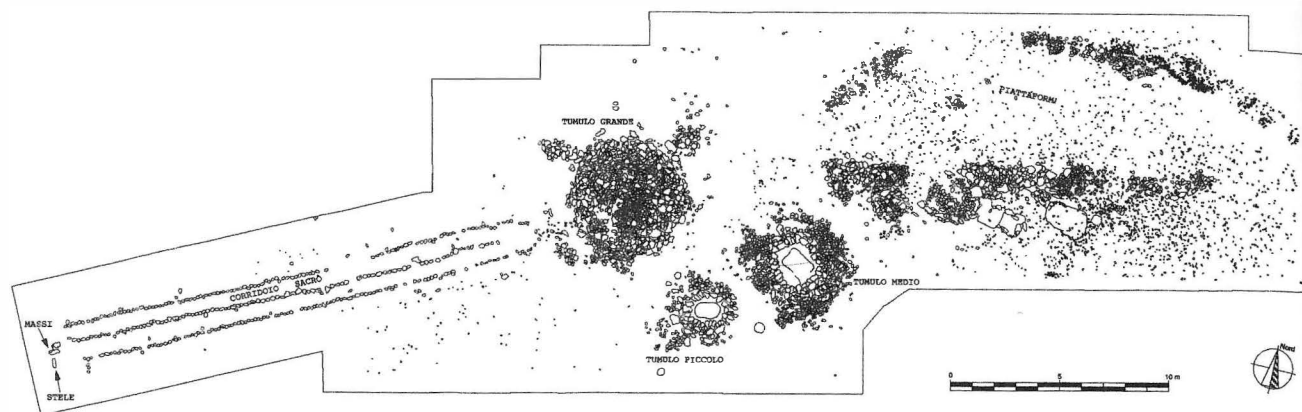 TUMULO GRANDE
PIATTAFORMA
CORRIDOIO SACRO
MASSI
STELE
TUMULO MEDIO
TUMULO PICCOLO
0 5 10 m
Nord